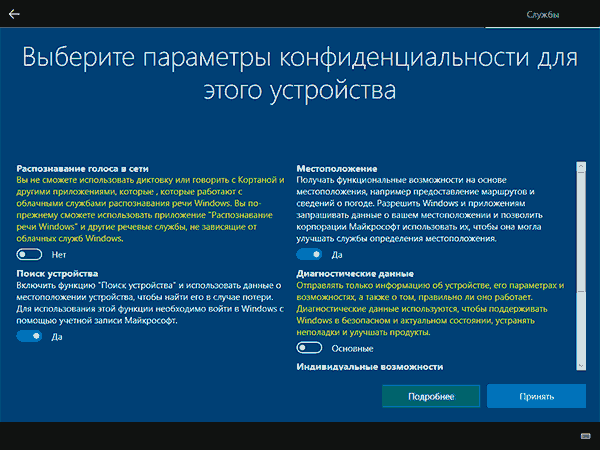 Службы
Выберите параметры конфиденциальности для
этого устройства
Распознавание голоса в сети
Вы не сможете использовать диктовку или говорить с Кортаной и
другими приложениями, которые , которые работают с
облачными службами распознавания речи Windows. Вы по-
прежнему сможете использовать приложение "Распознавание
речи Windows" и другие речевые службы, не зависящие от
облачных служб Windows.
Нет
Поиск устройства
Включить функцию "Поиск устройства" и использовать данные о
местоположении устройства, чтобы найти его в случае потери.
Для использования этой функции необходимо войти в Windows с
помощью учетной записи Майкрософт.
Да
Местоположение
Получать функциональные возможности на основе
местоположения, например предоставление маршрутов и
сведений о погоде. Разрешить Windows и приложениям
запрашивать данные о вашем местоположении и позволить
корпорации Майкрософт использовать их, чтобы она могла
улучшать службы определения местоположения.
Да
Диагностические данные
Отправлять только информацию об устройстве, его параметрах и
возможностях, а также о том, правильно ли оно работает.
Диагностические данные используются, чтобы поддерживать
Windows в безопасном и актуальном состоянии, устранять
неполадки и улучшать продукты.
Основные
Индивидуальные возможности
Подробнее
Принять